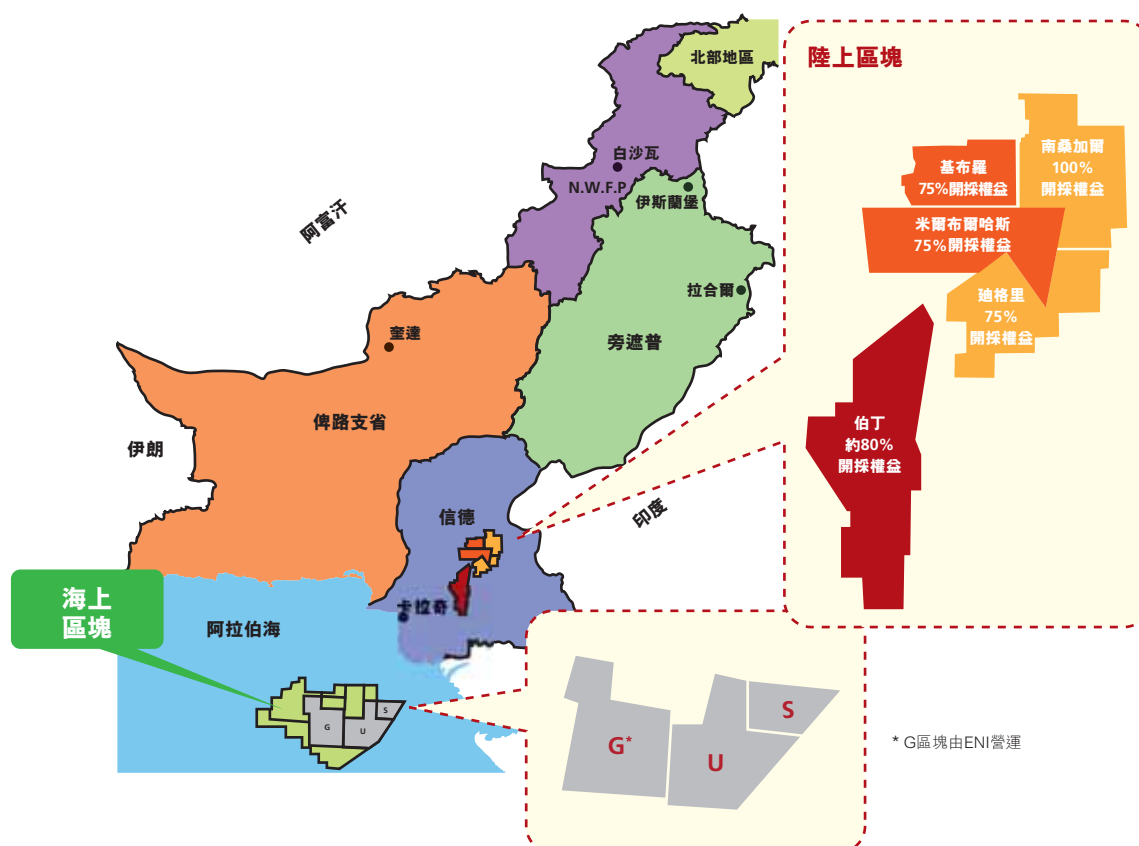 北部地區
白沙瓦
N.W.F.P
伊斯蘭堡
阿富汗
拉合爾
奎達
旁遮普
俾路支省
伊朗
印度
信德
卡拉奇
海上
區塊
阿拉伯海
G
U
S
陸上區塊
南桑加爾
100%
開採權益
基布羅
75%開採權益
米爾布爾哈斯
75%開採權益
廸格里
75%
開採權益
伯丁
約80%
開採權益
G*
U
S
* G區塊由ENI營運